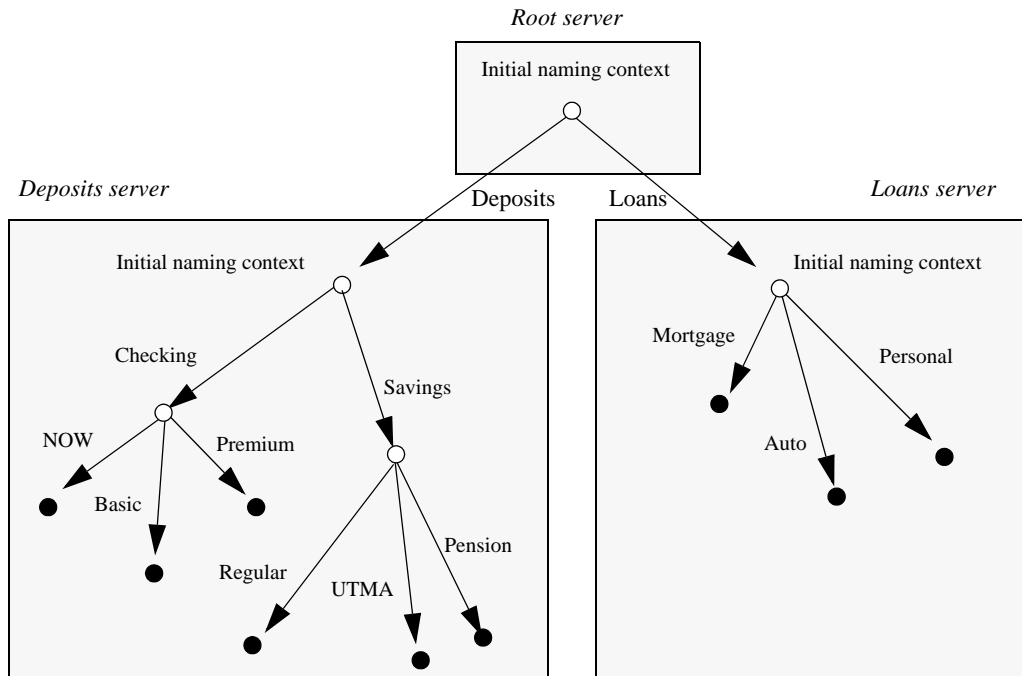 Root server
Initial naming context
Deposits server
Deposits
Loans
Loans server
Initial naming context
Initial naming context
Mortgage
Checking
Personal
Savings
NOW
Premium
Auto
Basic
Pension
Regular
UTMA